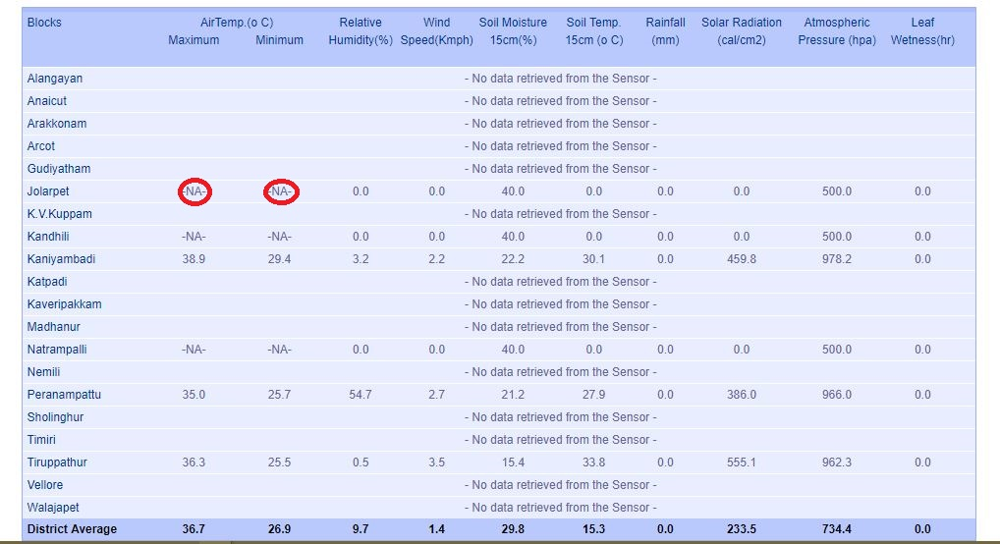 Blocks AirTemp.(o C) Relative Wind Soil Moisture Soil Temp. Rainfall Solar Radiation Atmospheric Leaf
Maximum Minimum Humidity(%) Speed(Kmph) 15cm(%) 15cm (o C) (mm) (cal/cm2) Pressure (hpa) Wetness(hr)
Alangayan - No data retrieved from the Sensor -
Anaicut - No data retrieved from the Sensor -
Arakkonam - No data retrieved from the Sensor -
Arcot - No data retrieved from the Sensor -
Gudiyatham - No data retrieved from the Sensor -
Jolarpet -NA- -NA- 0.0 0.0 40.0 0.0 0.0 0.0 500.0 0.0
K.V.Kuppam - No data retrieved from the Sensor -
Kandhili -NA- -NA- 0.0 0.0 40.0 0.0 0.0 0.0 500.0 0.0
Kaniyambadi 38.9 29.4 3.2 2.2 22.2 30.1 0.0 459.8 978.2 0.0
Katpadi - No data retrieved from the Sensor -
Kaveripakkam - No data retrieved from the Sensor -
Madhanur - No data retrieved from the Sensor -
Natrampalli -NA- -NA- 0.0 0.0 40.0 0.0 0.0 0.0 500.0 0.0
Nemili - No data retrieved from the Sensor -
Peranampattu 35.0 25.7 54.7 2.7 21.2 27.9 0.0 386.0 966.0 0.0
Sholinghur - No data retrieved from the Sensor -
Timiri - No data retrieved from the Sensor -
Tiruppathur 36.3 25.5 0.5 3.5 15.4 33.8 0.0 555.1 962.3 0.0
Vellore - No data retrieved from the Sensor -
Walajapet - No data retrieved from the Sensor -
District Average 36.7 26.9 9.7 1.4 29.8 15.3 0.0 233.5 734.4 0.0